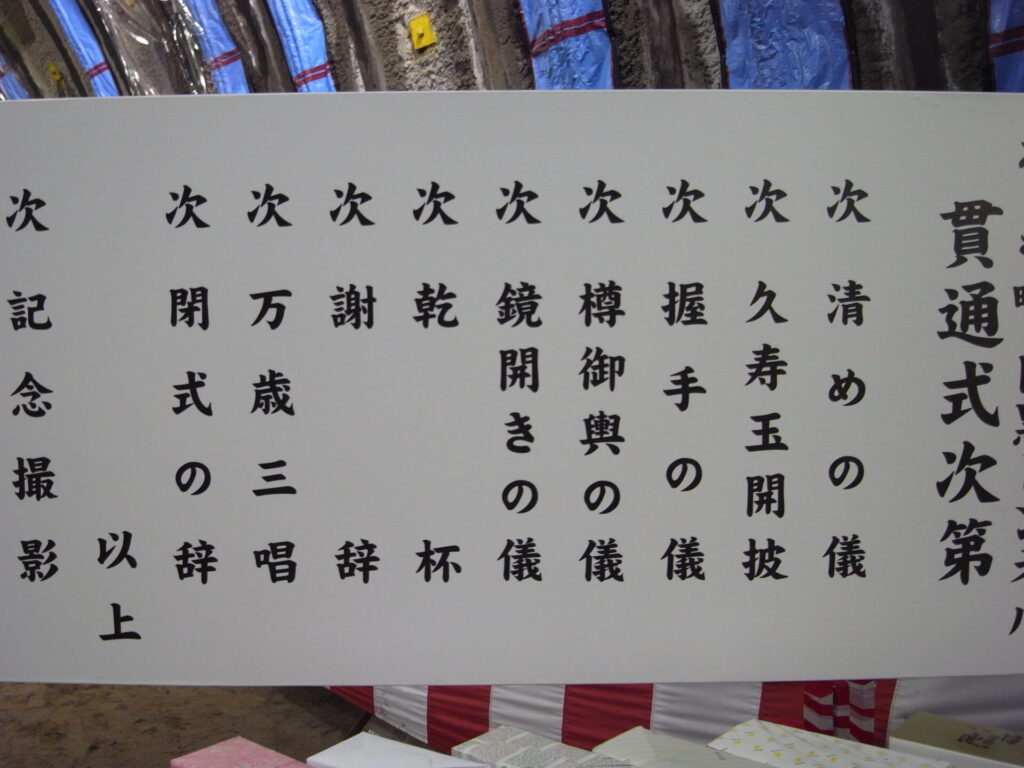 貫通式次第
次 清めの儀
次 久寿玉開披
次 握手の儀
次 樽御輿の儀
次 鏡開きの儀
次 乾杯
次 謝辞
次 万歳三唱
次 閉式の辞
以上
次 記念撮影